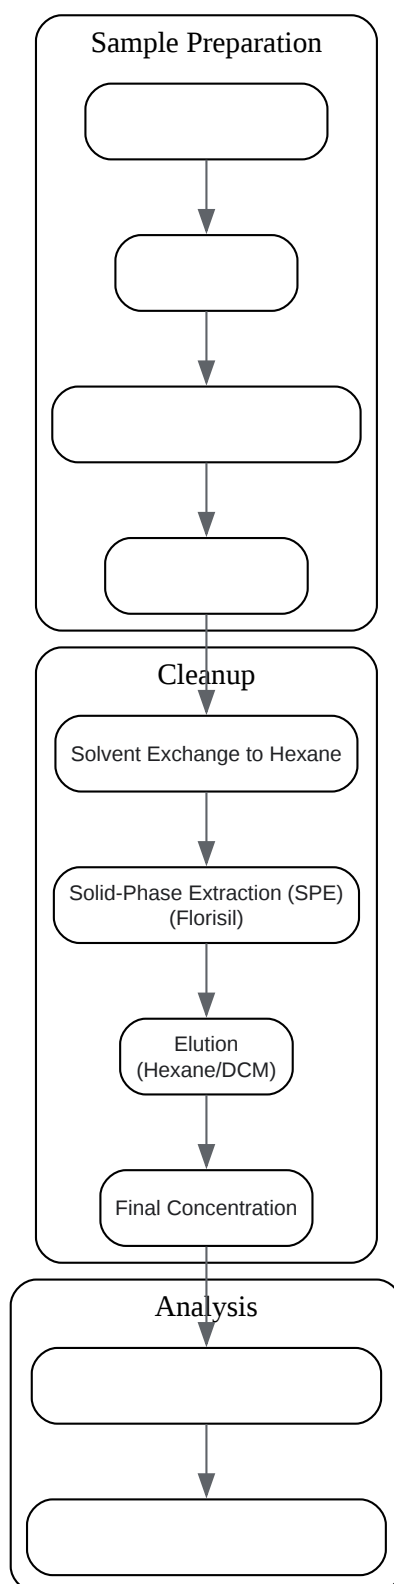 Sample Preparation
Cleanup
Solvent Exchange to Hexane
Solid-Phase Extraction (SPE)
(Florisil)
Elution
(Hexane/DCM)
Final Concentration
Analysis